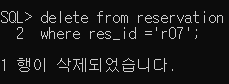 SQL> delete from reservation
  2  where res_id ='r07';
1 행이 삭제되었습니다.